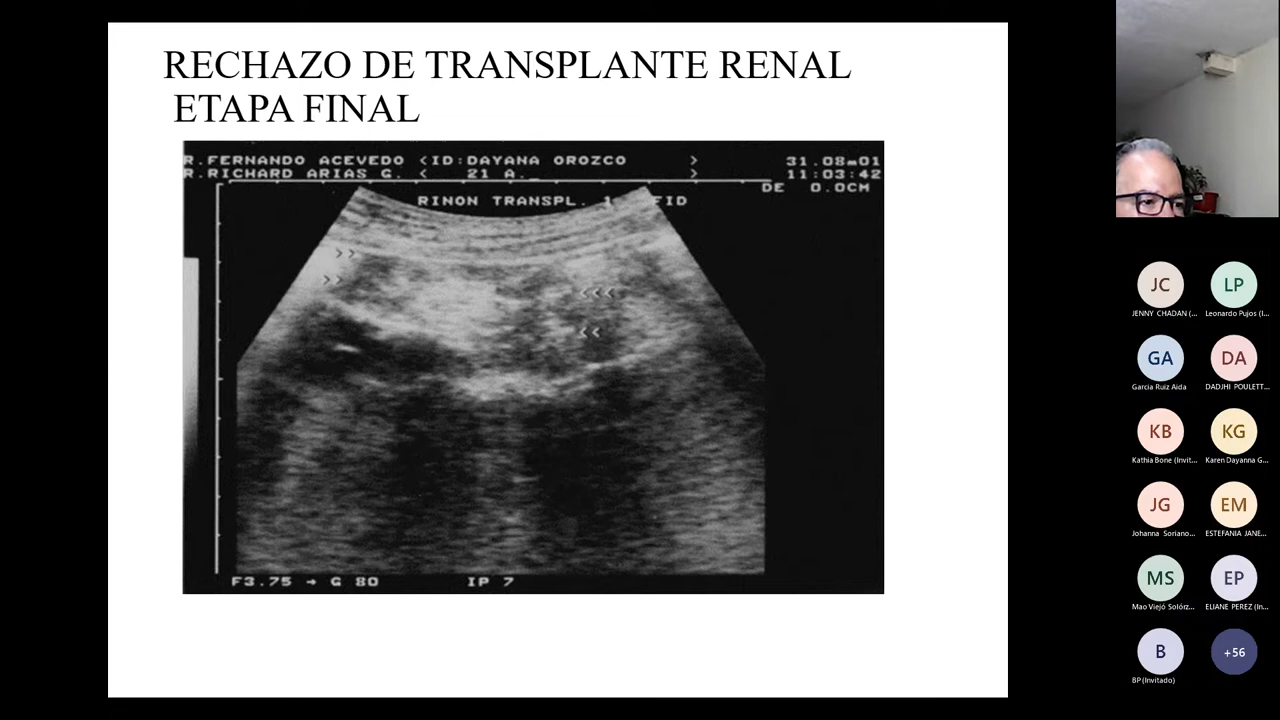 RECHAZO DE TRANSPLANTE RENAL
ETAPA FINAL
R.FERNANDO ACEVEDO <ID:DAYANA OROZCO > 31.08m01
R.RICHARD ARIAS G. < 21 A._ > 11:03:42
DE 0.0CM
RINON TRANSPL. FID
F3.75 → G 80 IP 7
JC LP
JENNY CHADAN (... Leonardo Pujos (I...
GA DA
Garcia Ruiz Aida DADJHI POULETT...
KB KG
Kathia Bone (Invit... Karen Dayanna G...
JG EM
Johanna Soriano... ESTEFANIA JANE...
MS EP
Mao Viejó Solórz... ELIANE PEREZ (In...
B +56
BP (Invitado)